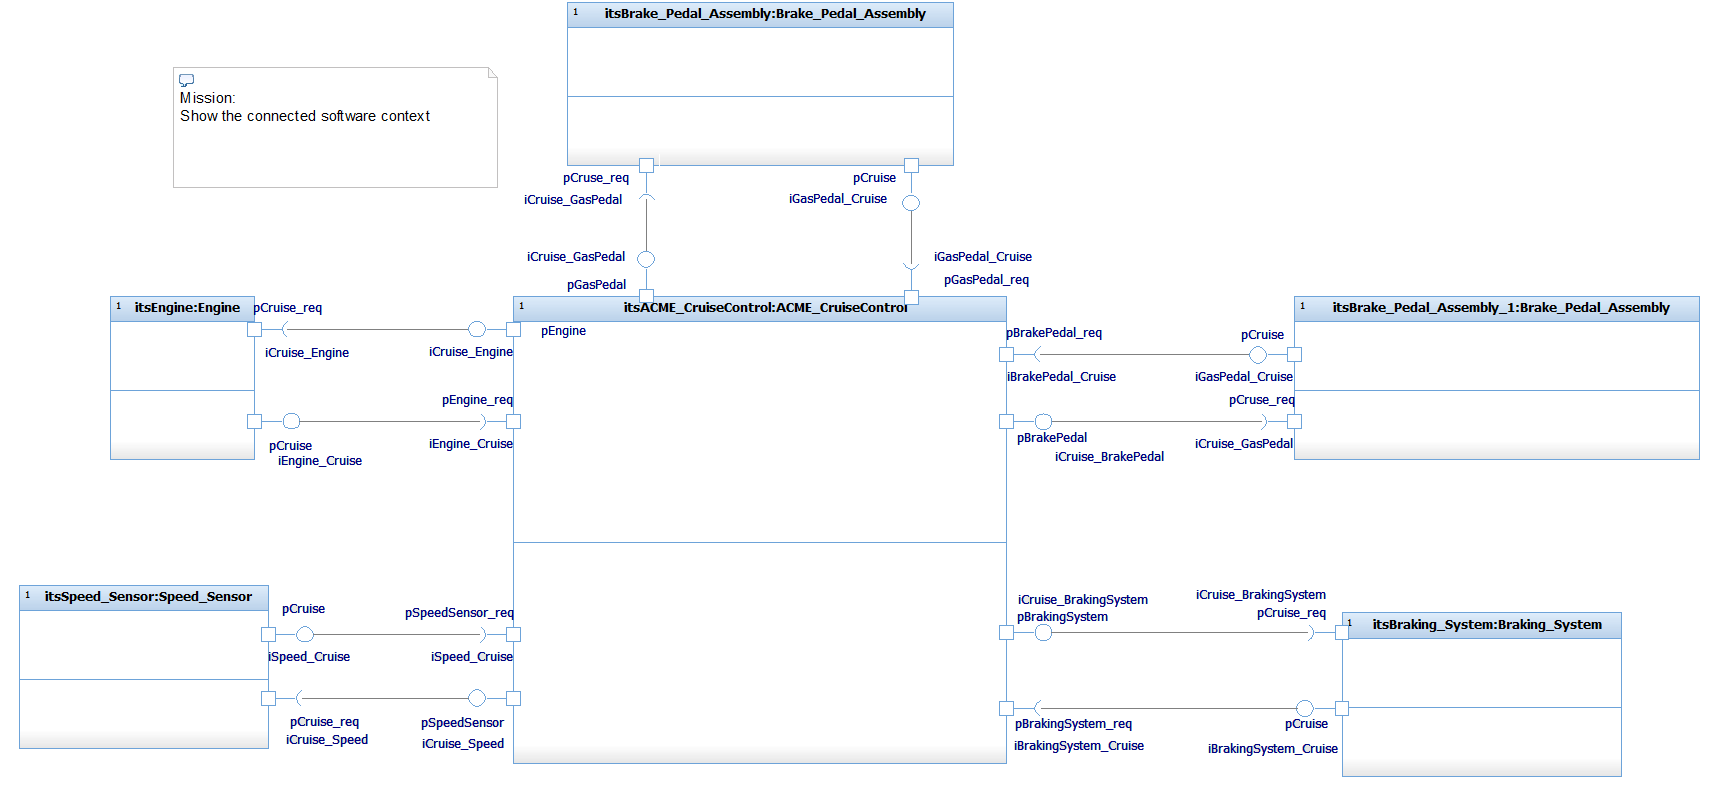 1 itsBrake_Pedal_Assembly:Brake_Pedal_Assembly
Mission:
Show the connected software context
pCruse_req
iCruise_GasPedal
pCruise
iGasPedal_Cruise
iCruise_GasPedal
pGasPedal
iGasPedal_Cruise
pGasPedal_req
1 itsEngine:Engine
pCruise_req
iCruise_Engine
iCruise_Engine
pCruise
iEngine_Cruise
pEngine_req
iEngine_Cruise
1 itsACME_CruiseControl:ACME_CruiseControl
pEngine
pBrakePedal_req
iBrakePedal_Cruise
pCruise
iGasPedal_Cruise
pBrakePedal
iCruise_BrakePedal
pCruse_req
iCruise_GasPedal
1 itsBrake_Pedal_Assembly_1:Brake_Pedal_Assembly
1 itsSpeed_Sensor:Speed_Sensor
pCruise
iSpeed_Cruise
pSpeedSensor_req
iSpeed_Cruise
pCruise_req
iCruise_Speed
pSpeedSensor
iCruise_Speed
iCruise_BrakingSystem
pBrakingSystem
iCruise_BrakingSystem
pCruise_req
1 itsBraking_System:Braking_System
pBrakingSystem_req
iBrakingSystem_Cruise
pCruise
iBrakingSystem_Cruise